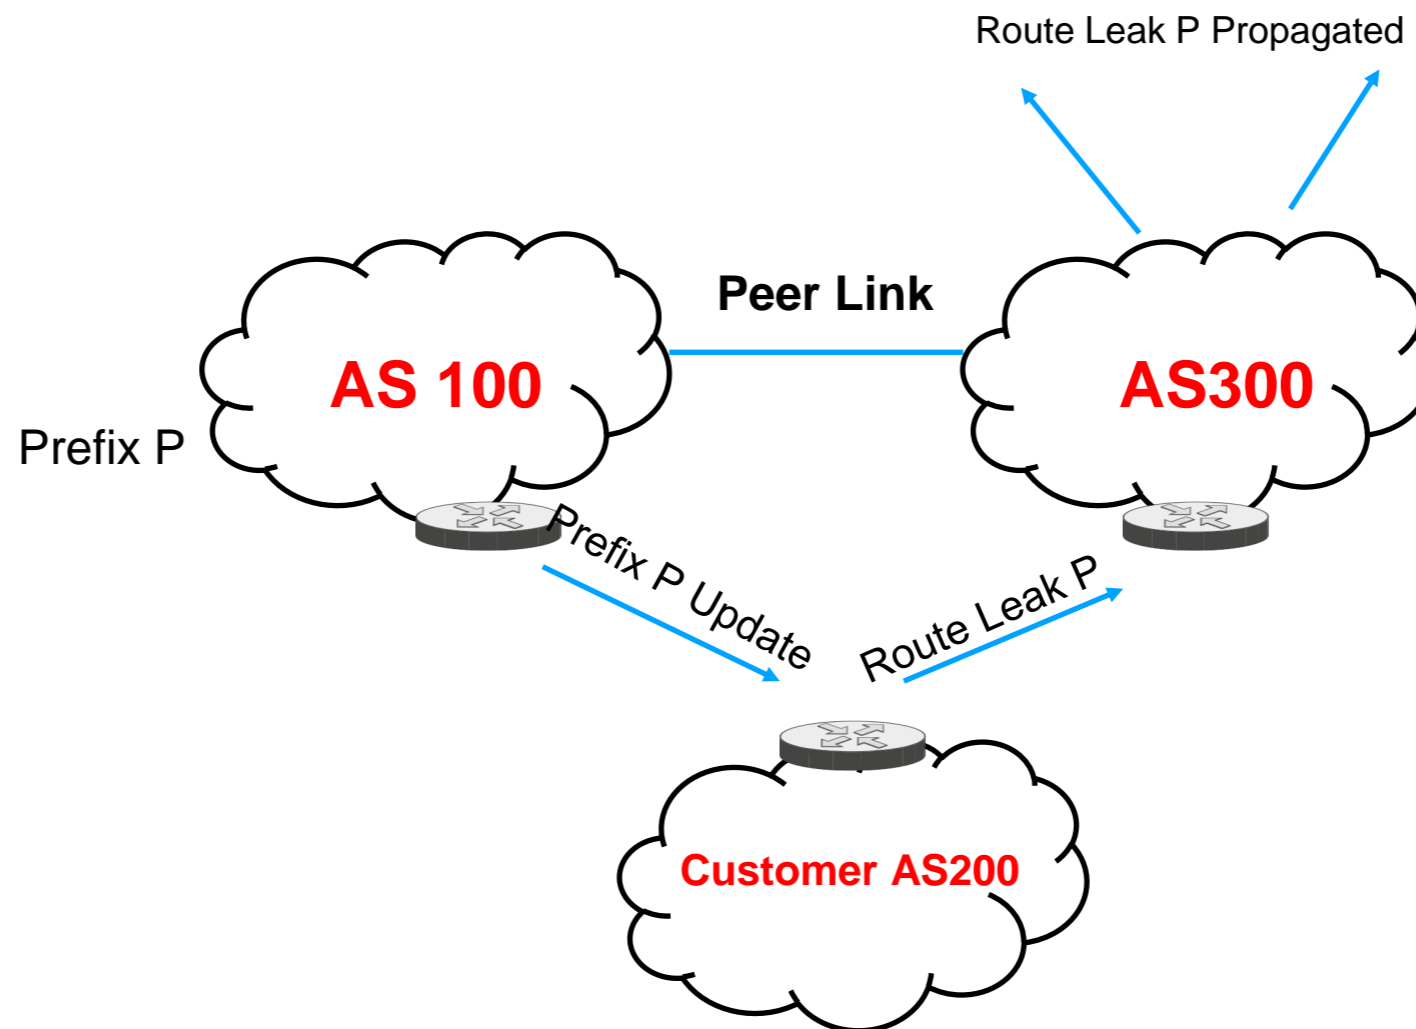 Route Leak P Propagated
Peer Link
AS 100
AS300
Prefix P
Prefix P Update
Route Leak P
Customer AS200